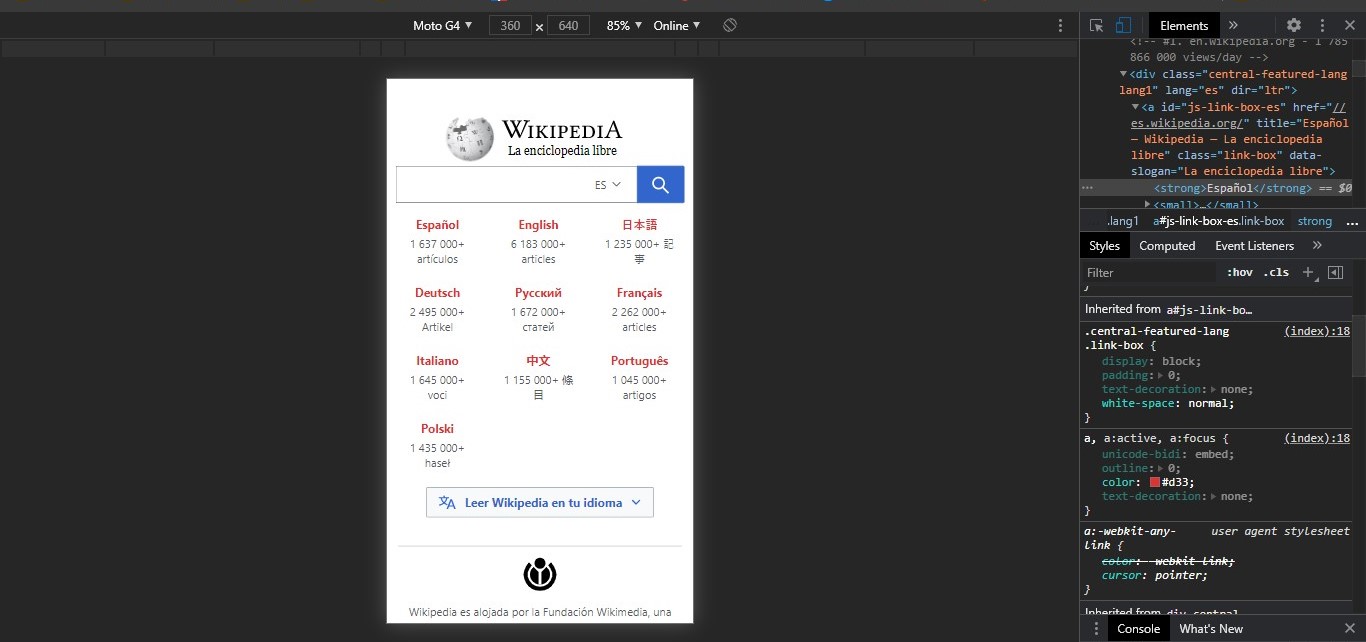 Moto G4 ▼ 360 × 640 85% ▼ Online ▼
WIKIPEDIA
La enciclopedia libre
ES
Español
1 637 000+
artículos
English
6 183 000+
articles
日本語
1 235 000+ 記
事
Deutsch
2 495 000+
Artikel
Русский
1 672 000+
статей
Français
2 262 000+
articles
Italiano
1 645 000+
voci
中文
1 155 000+ 條
目
Português
1 045 000+
artigos
Polski
1 435 000+
haseł
Leer Wikipedia en tu idioma
Wikipedia es alojada por la Fundación Wikimedia, una
Elements »
<!-- #1. en.wikipedia.org - 1 785
866 000 views/day -->
▼<div class="central-featured-lang
lang1" lang="es" dir="ltr">
▼<a id="js-link-box-es" href="//
es.wikipedia.org/" title="Español
— Wikipedia — La enciclopedia
libre" class="link-box" data-
slogan="La enciclopedia libre">
… <strong>Español</strong> == $0
▶<small>…</small>
.lang1 a#js-link-box-es.link-box strong …
Styles Computed Event Listeners »
Filter :hov .cls +
}
Inherited from a#js-link-bo…
.central-featured-lang (index):18
.link-box {
display: block;
padding:▶ 0;
text-decoration:▶ none;
white-space: normal;
}
a, a:active, a:focus { (index):18
unicode-bidi: embed;
outline:▶ 0;
color: #d33;
text-decoration:▶ none;
}
a:-webkit-any- user agent stylesheet
link {
color: -webkit-link;
cursor: pointer;
}
Inherited from div.central-
Console What's New